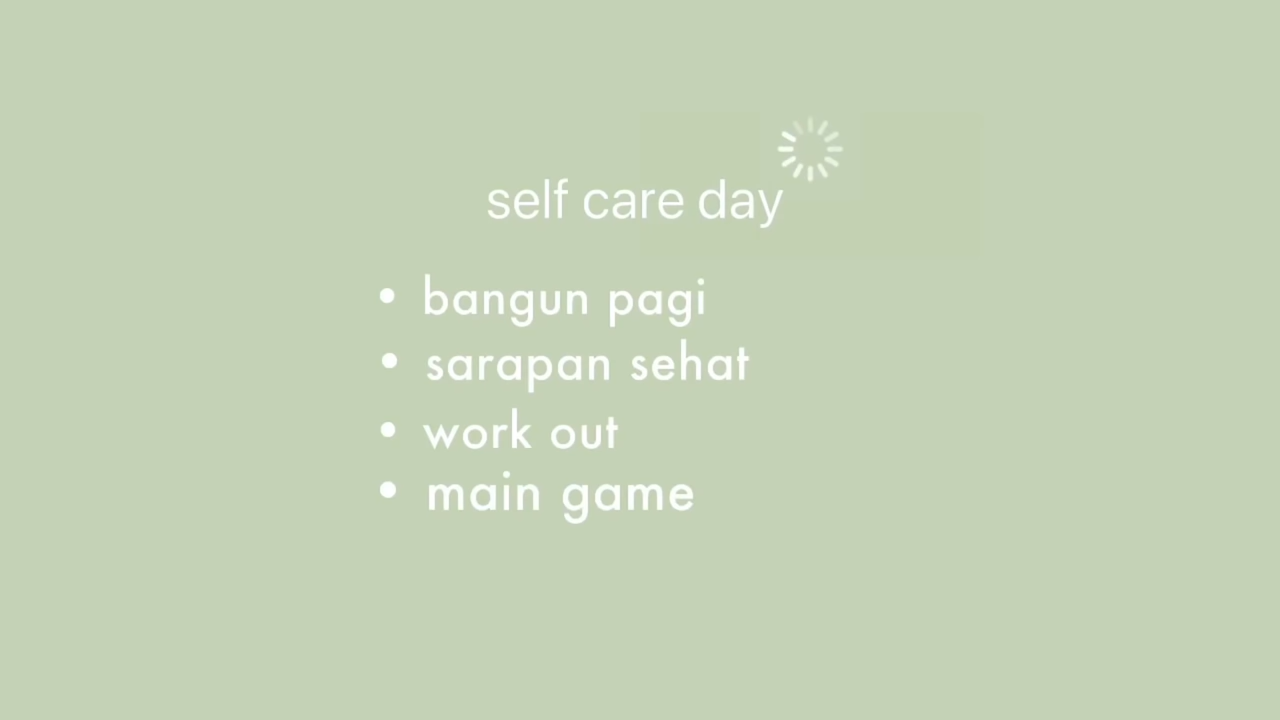 self care day
• bangun pagi
• sarapan sehat
• work out
• main game